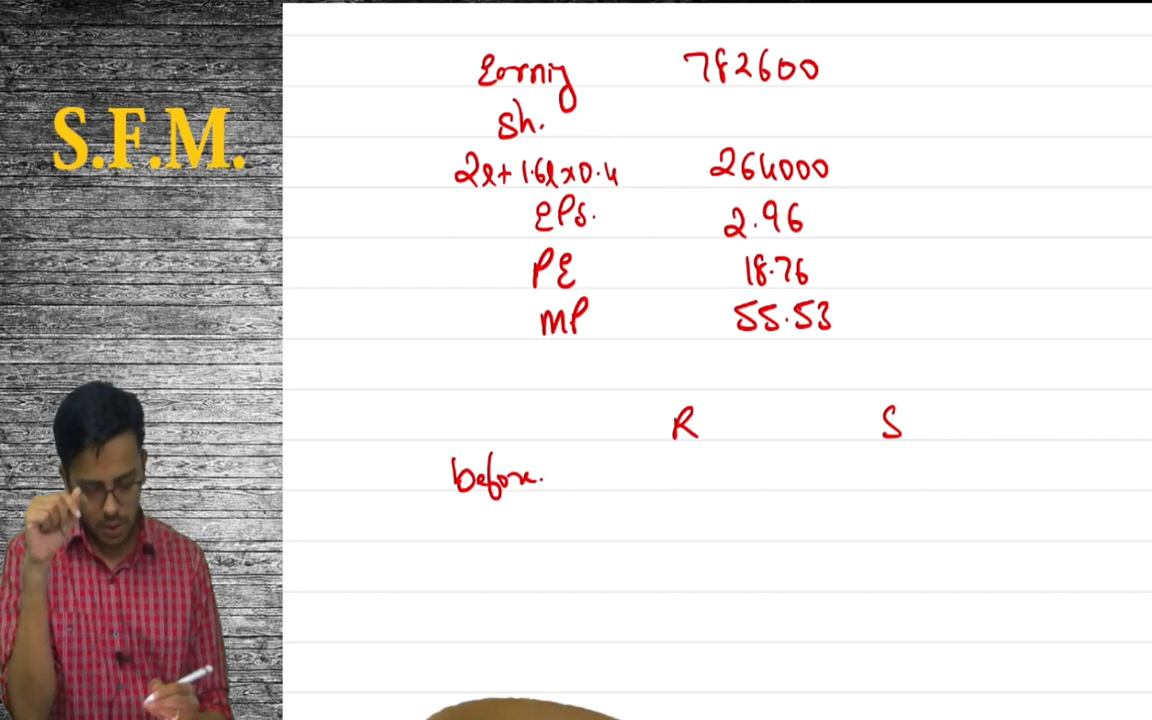 S.F.M.
Earning 782600
Sh.
2l+1.6l×0.4 264000
EPS. 2.96
PE 18.76
MP 55.53
R S
before.